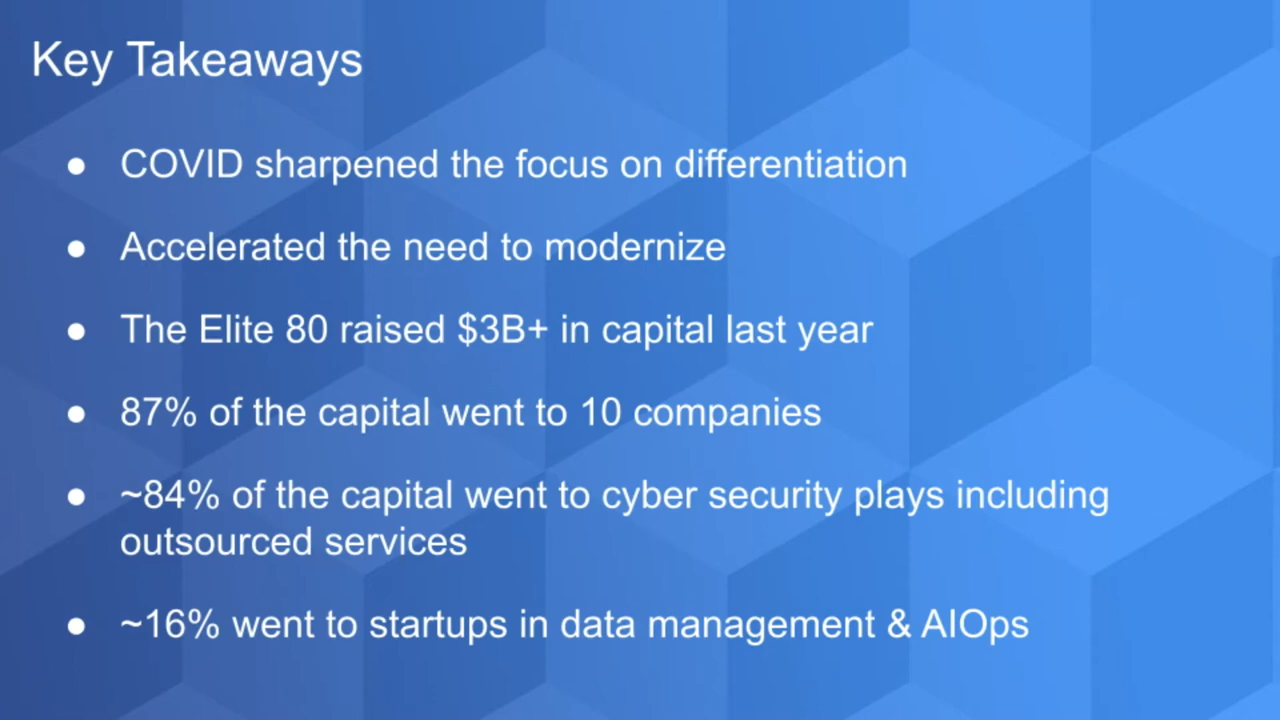 Key Takeaways
● COVID sharpened the focus on differentiation
● Accelerated the need to modernize
● The Elite 80 raised $3B+ in capital last year
● 87% of the capital went to 10 companies
● ~84% of the capital went to cyber security plays including
outsourced services
● ~16% went to startups in data management & AIOps